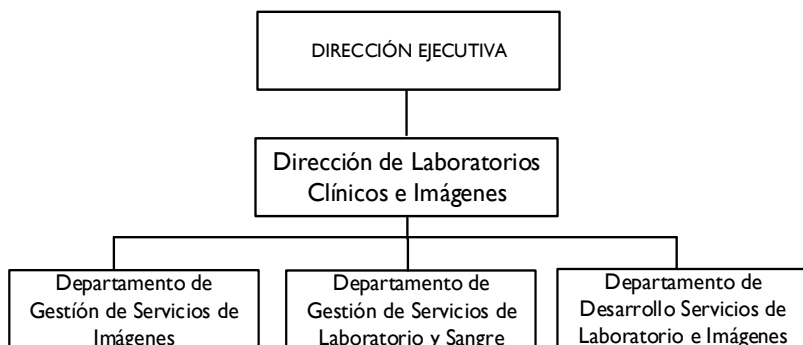 DIRECCIÓN EJECUTIVA
Dirección de Laboratorios
Clínicos e Imágenes
Departamento de
Gestíón de Servicios de
Imágenes
Departamento de
Gestión de Servicios de
Laboratorio y Sangre
Departamento de
Desarrollo Servicios de
Laboratorio e Imágenes